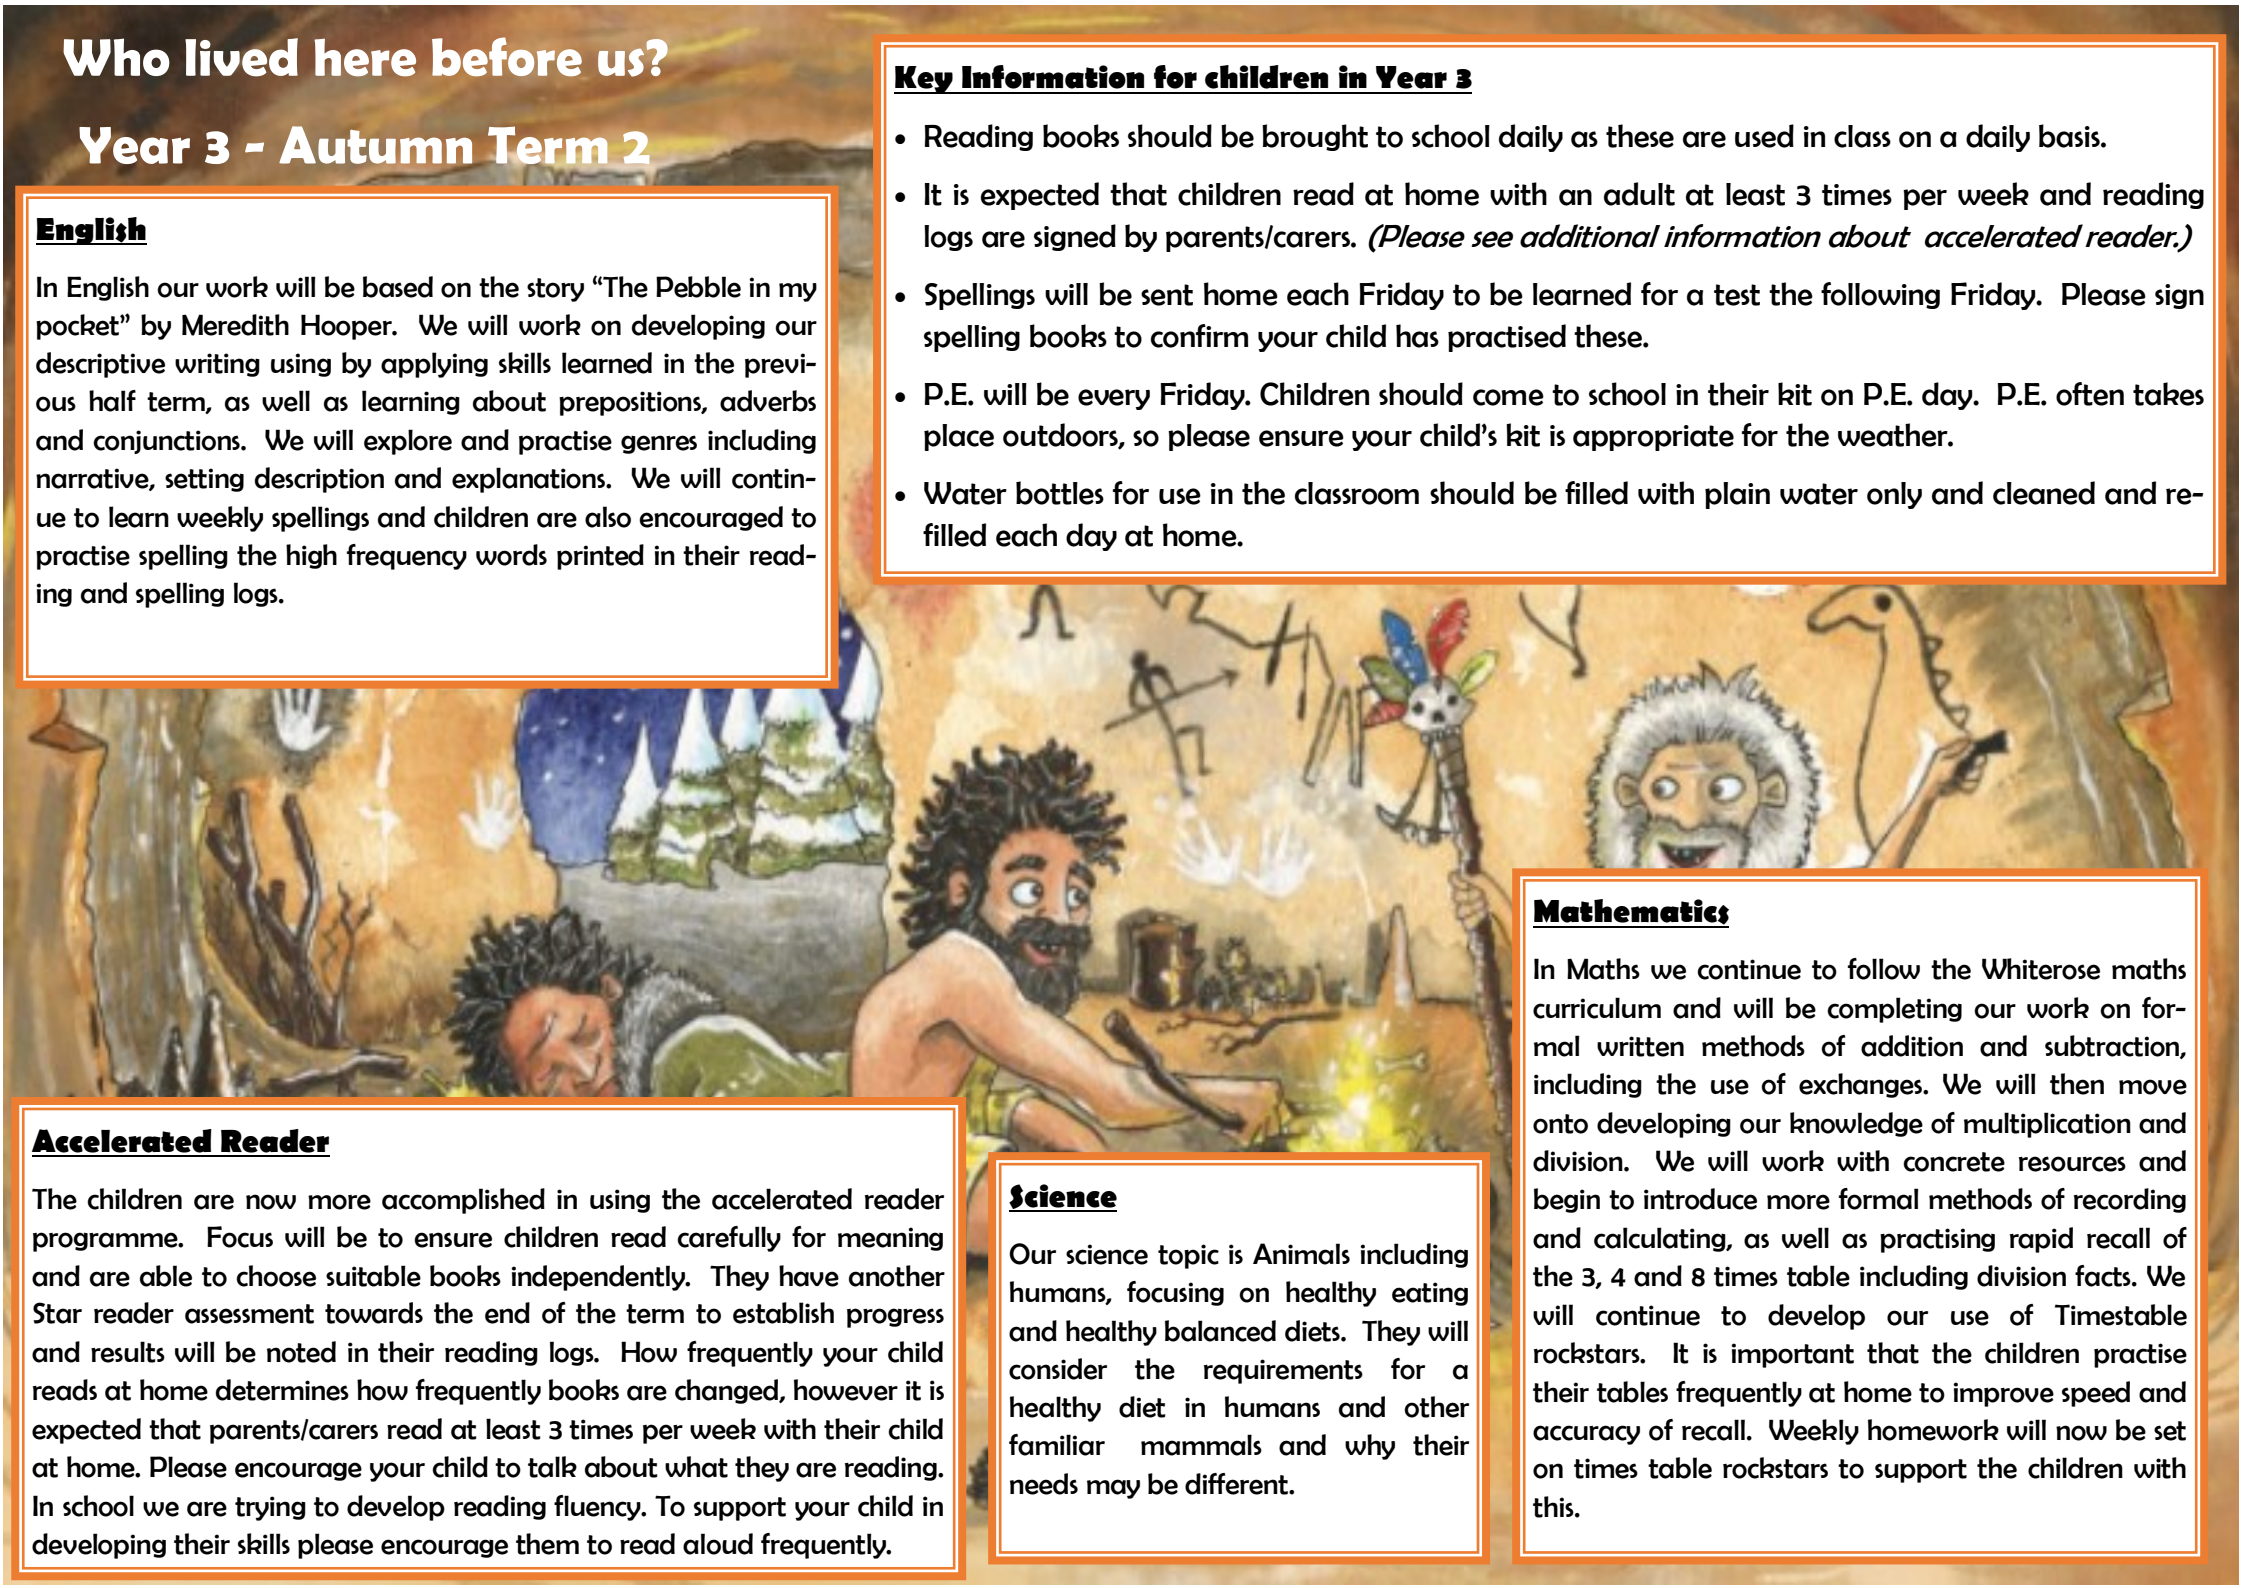 Who lived here before us?
Year 3 - Autumn Term 2
English
In English our work will be based on the story “The Pebble in my
pocket” by Meredith Hooper.  We will work on developing our
descriptive writing using by applying skills learned in the previ-
ous half term, as well as learning about prepositions, adverbs
and conjunctions.  We will explore and practise genres including
narrative, setting description and explanations.  We will contin-
ue to learn weekly spellings and children are also encouraged to
practise spelling the high frequency words printed in their read-
ing and spelling logs.
Key Information for children in Year 3
• Reading books should be brought to school daily as these are used in class on a daily basis.
• It is expected that children read at home with an adult at least 3 times per week and reading
logs are signed by parents/carers. (Please see additional information about  accelerated reader.)
• Spellings will be sent home each Friday to be learned for a test the following Friday.  Please sign
spelling books to confirm your child has practised these.
• P.E. will be every Friday. Children should come to school in their kit on P.E. day.  P.E. often takes
place outdoors, so please ensure your child’s kit is appropriate for the weather.
• Water bottles for use in the classroom should be filled with plain water only and cleaned and re-
filled each day at home.
Accelerated Reader
The children are now more accomplished in using the accelerated reader
programme.  Focus will be to ensure children read carefully for meaning
and are able to choose suitable books independently.  They have another
Star reader assessment towards the end of the term to establish progress
and results will be noted in their reading logs.  How frequently your child
reads at home determines how frequently books are changed, however it is
expected that parents/carers read at least 3 times per week with their child
at home. Please encourage your child to talk about what they are reading.
In school we are trying to develop reading fluency. To support your child in
developing their skills please encourage them to read aloud frequently.
Science
Our science topic is Animals including
humans, focusing on healthy eating
and healthy balanced diets.  They will
consider the requirements for a
healthy diet in humans and other
familiar  mammals and why their
needs may be different.
Mathematics
In Maths we continue to follow the Whiterose maths
curriculum and will be completing our work on for-
mal written methods of addition and subtraction,
including the use of exchanges. We will then move
onto developing our knowledge of multiplication and
division.  We will work with concrete resources and
begin to introduce more formal methods of recording
and calculating, as well as practising rapid recall of
the 3, 4 and 8 times table including division facts. We
will continue to develop our use of Timestable
rockstars.  It is important that the children practise
their tables frequently at home to improve speed and
accuracy of recall.  Weekly homework will now be set
on times table rockstars to support the children with
this.